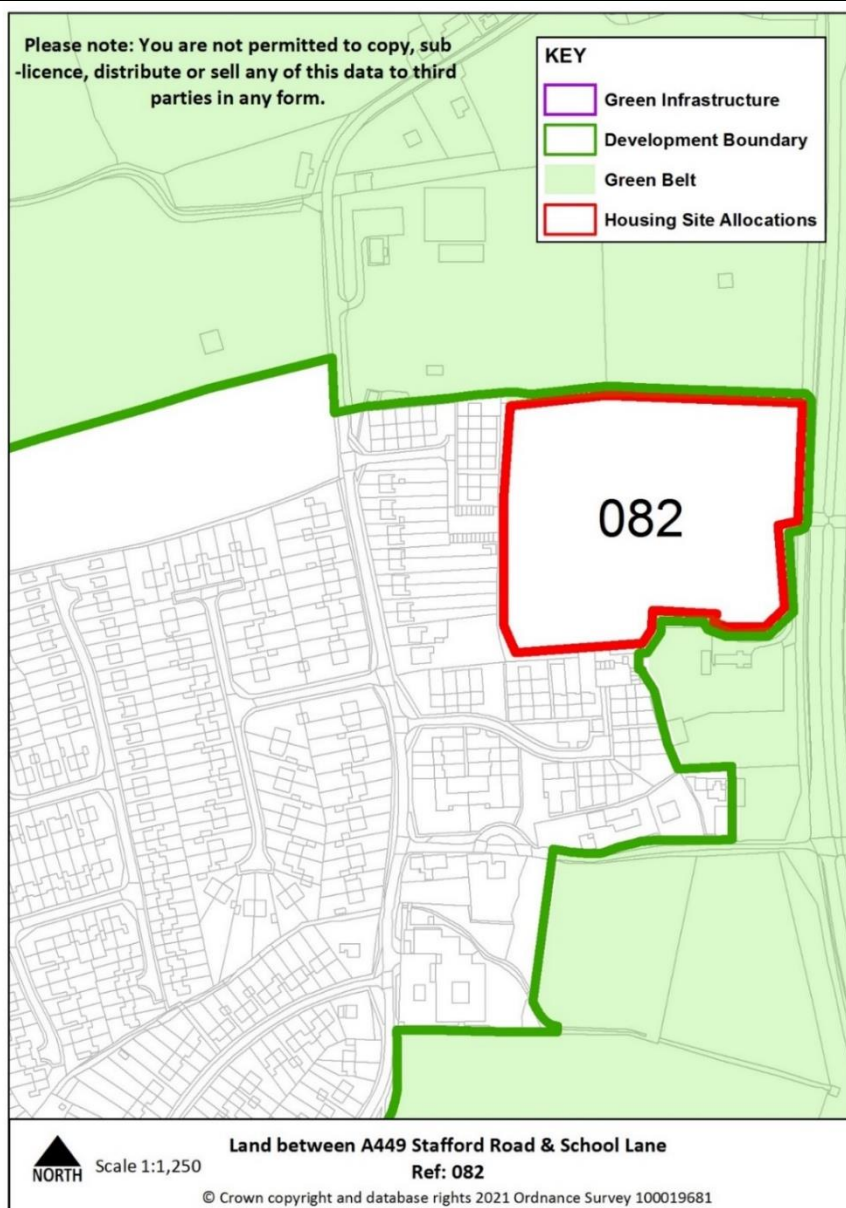 Please note: You are not permitted to copy, sub
-licence, distribute or sell any of this data to third
parties in any form.
KEY
Green Infrastructure
Development Boundary
Green Belt
Housing Site Allocations
082
NORTH
Scale 1:1,250
Land between A449 Stafford Road & School Lane
Ref: 082
© Crown copyright and database rights 2021 Ordnance Survey 100019681